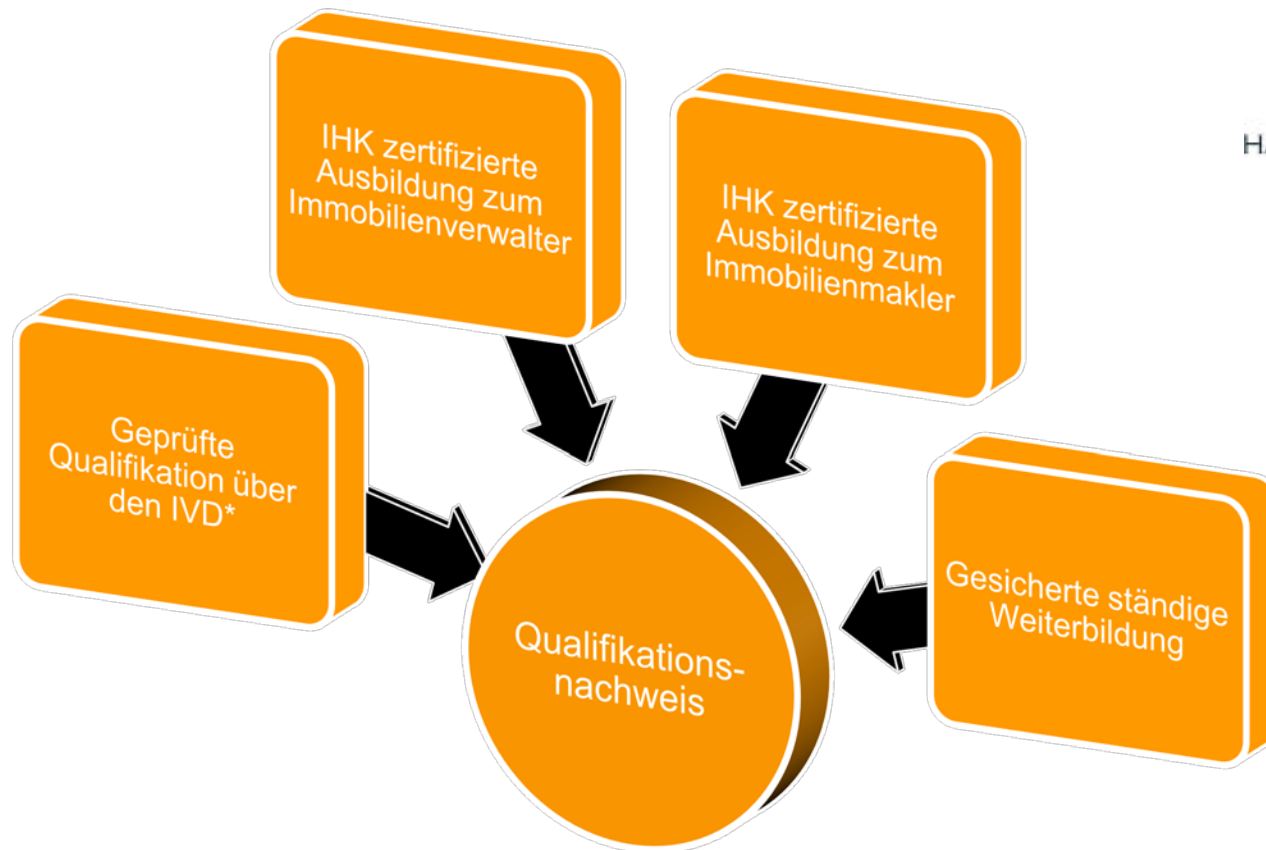 IHK zertifizierte
Ausbildung zum
Immobilienverwalter
IHK zertifizierte
Ausbildung zum
Immobilienmakler
Geprüfte
Qualifikation über
den IVD*
Gesicherte ständige
Weiterbildung
Qualifikations-
nachweis